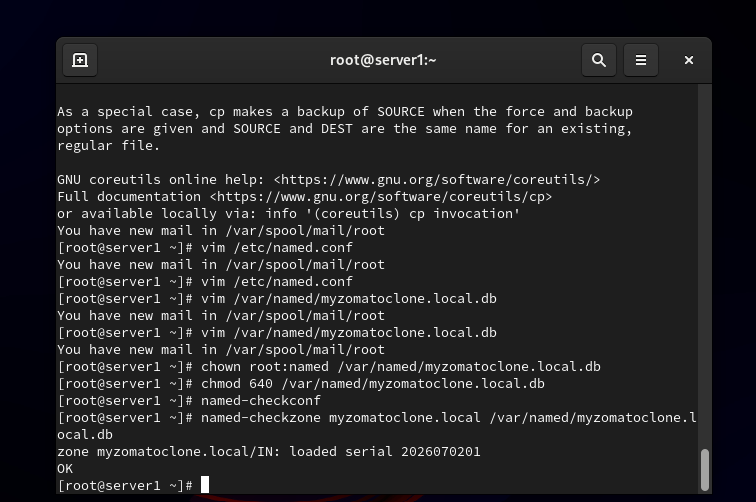 root@server1:~
As a special case, cp makes a backup of SOURCE when the force and backup
options are given and SOURCE and DEST are the same name for an existing,
regular file.
GNU coreutils online help: <https://www.gnu.org/software/coreutils/>
Full documentation <https://www.gnu.org/software/coreutils/cp>
or available locally via: info '(coreutils) cp invocation'
You have new mail in /var/spool/mail/root
[root@server1 ~]# vim /etc/named.conf
You have new mail in /var/spool/mail/root
[root@server1 ~]# vim /etc/named.conf
[root@server1 ~]# vim /var/named/myzomatoclone.local.db
You have new mail in /var/spool/mail/root
[root@server1 ~]# vim /var/named/myzomatoclone.local.db
You have new mail in /var/spool/mail/root
[root@server1 ~]# chown root:named /var/named/myzomatoclone.local.db
[root@server1 ~]# chmod 640 /var/named/myzomatoclone.local.db
[root@server1 ~]# named-checkconf
[root@server1 ~]# named-checkzone myzomatoclone.local /var/named/myzomatoclone.l
ocal.db
zone myzomatoclone.local/IN: loaded serial 2026070201
OK
[root@server1 ~]#